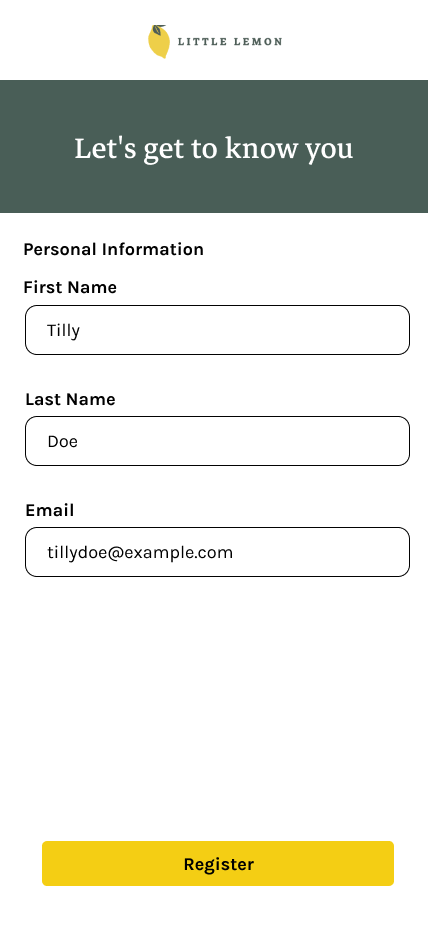 LITTLE LEMON
Let's get to know you
Personal Information
First Name
Tilly
Last Name
Doe
Email
tillydoe@example.com
Register